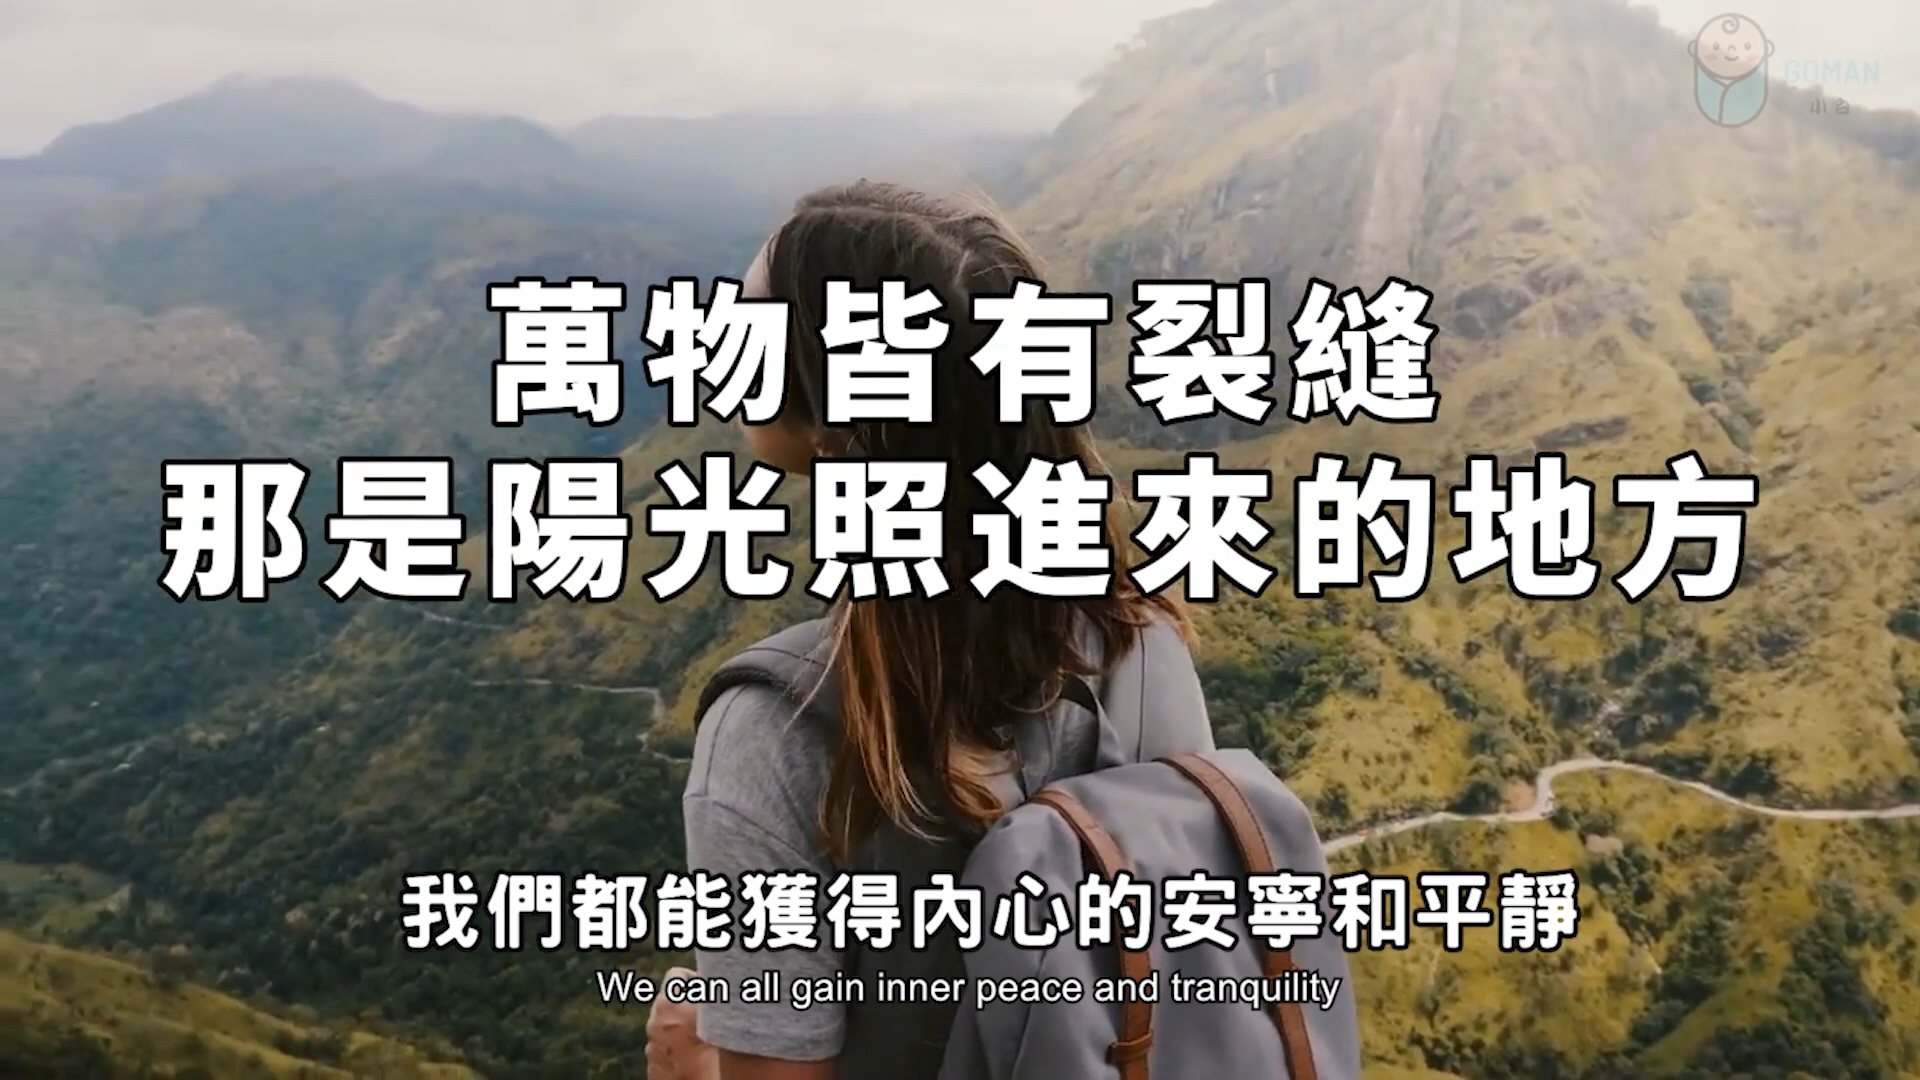 GOMAN
小白
萬物皆有裂縫
那是陽光照進來的地方
我們都能獲得內心的安寧和平靜
We can all gain inner peace and tranquility